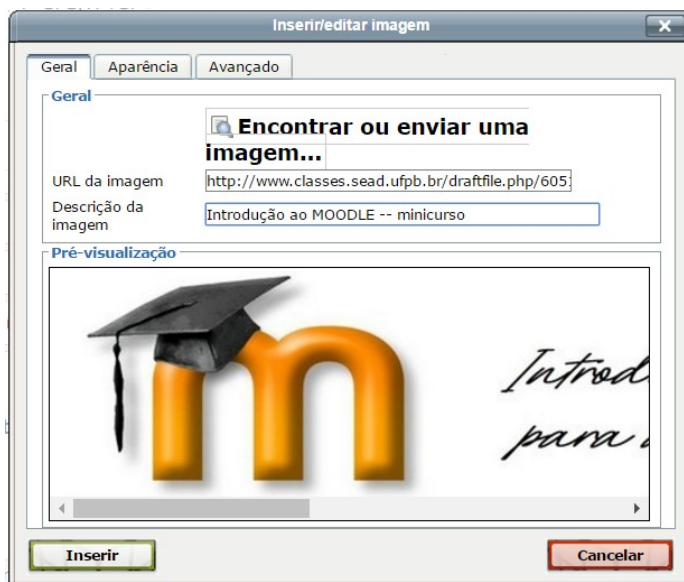 Inserir/editar imagem
Geral Aparência Avançado
Geral
Encontrar ou enviar uma
imagem...
URL da imagem http://www.classes.sead.ufpb.br/draftfile.php/605
Descrição da
imagem
Introdução ao MOODLE -- minicurso
Pré-visualização
m
para
Inserir Cancelar